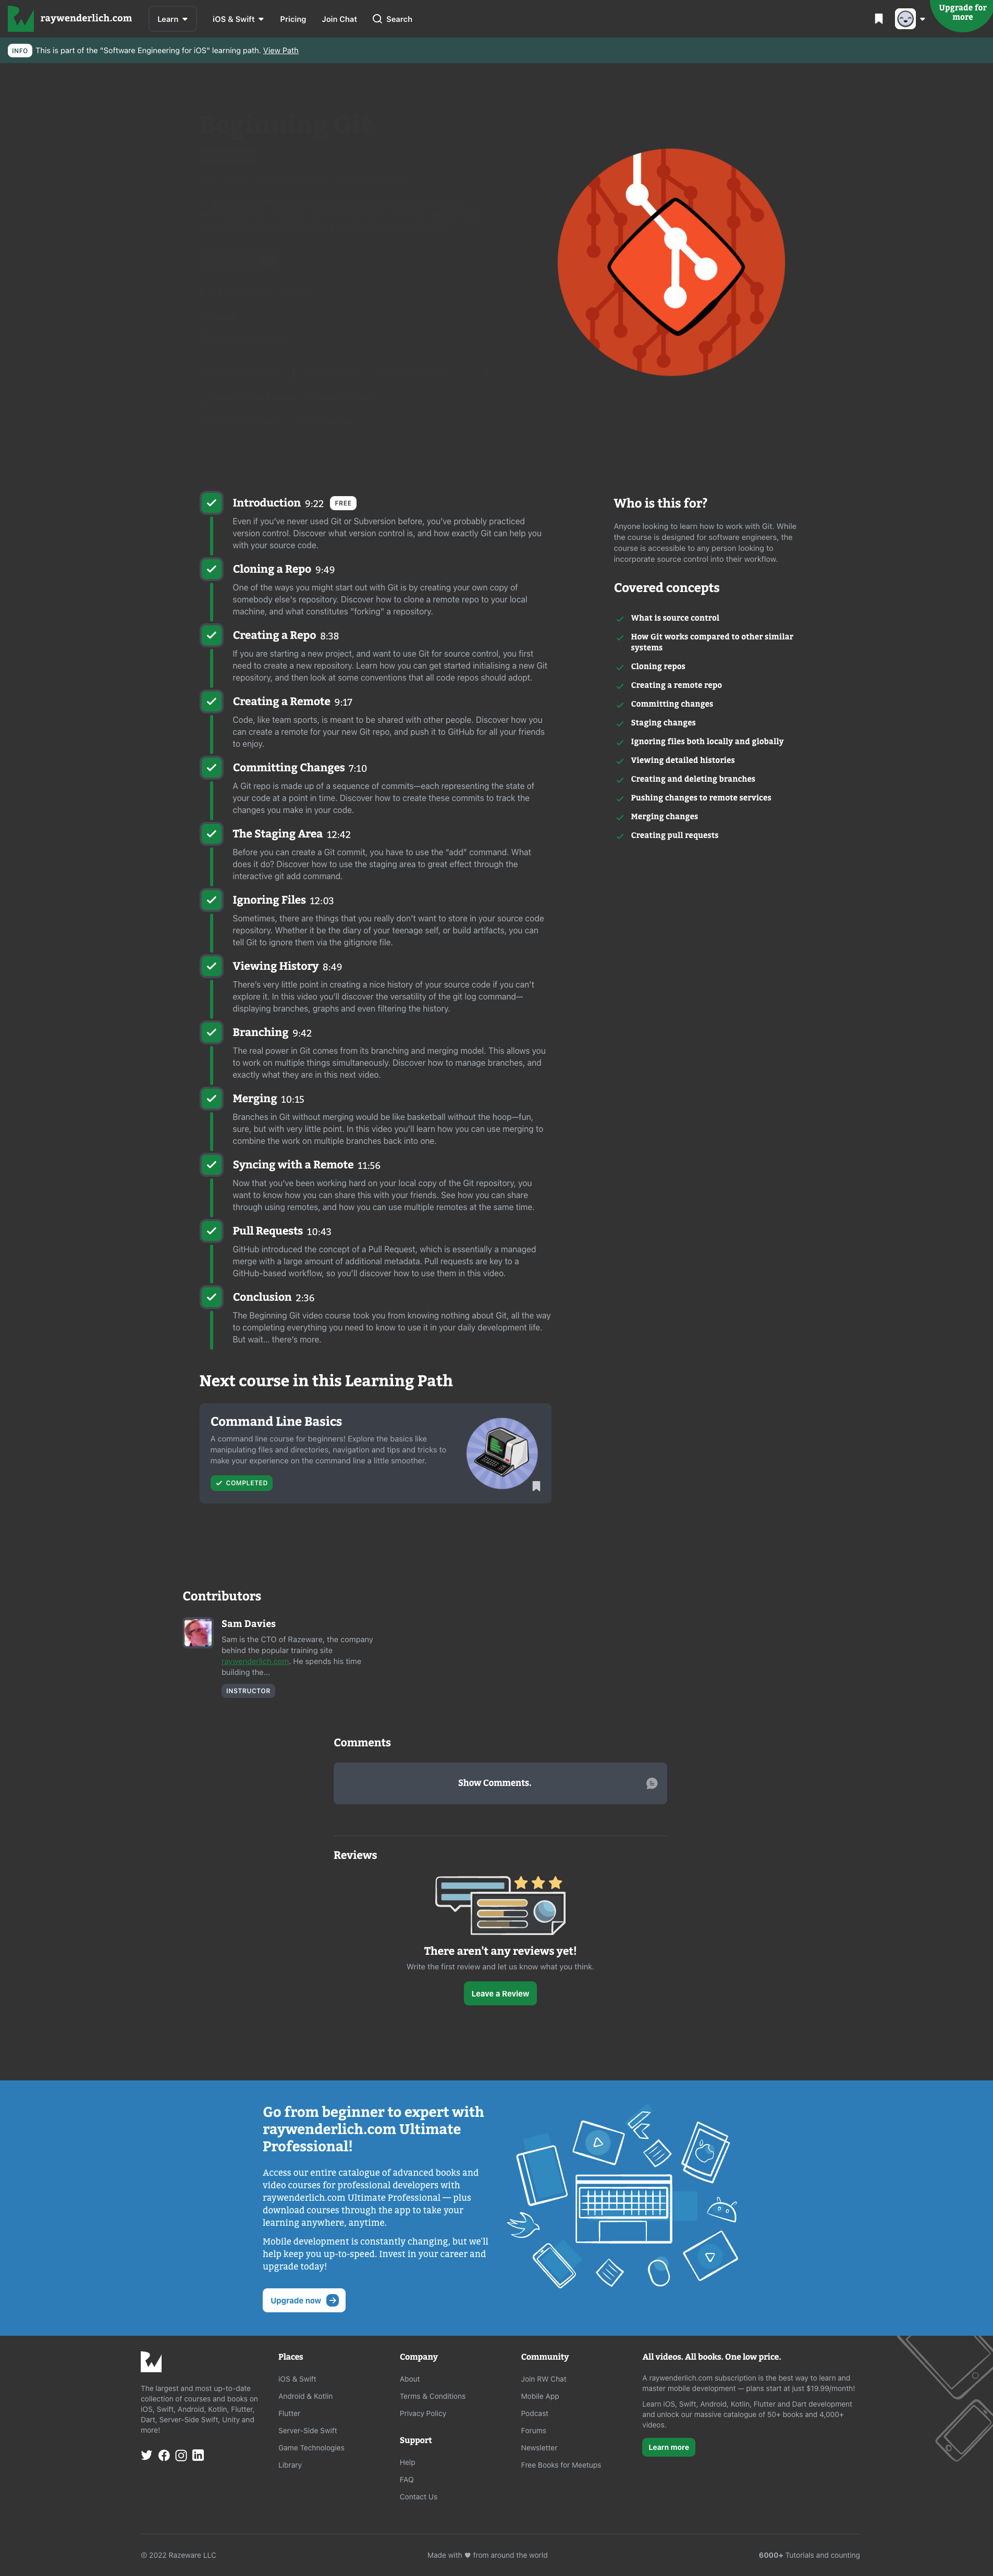 raywenderlich.com
Learn
iOS & Swift
Pricing
Join Chat
Search
Upgrade for
more
INFO This is part of the "Software Engineering for iOS" learning path. View Path
Beginning Git
Introduction 9:22 FREE
Even if you've never used Git or Subversion before, you've probably practiced
version control. Discover what version control is, and how exactly Git can help you
with your source code.
Cloning a Repo 9:49
One of the ways you might start out with Git is by creating your own copy of
somebody else's repository. Discover how to clone a remote repo to your local
machine, and what constitutes "forking" a repository.
Creating a Repo 8:38
If you are starting a new project, and want to use Git for source control, you first
need to create a new repository. Learn how you can get started initialising a new Git
repository, and then look at some conventions that all code repos should adopt.
Creating a Remote 9:17
Code, like team sports, is meant to be shared with other people. Discover how you
can create a remote for your new Git repo, and push it to GitHub for all your friends
to enjoy.
Committing Changes 7:10
A Git repo is made up of a sequence of commits—each representing the state of
your code at a point in time. Discover how to create these commits to track the
changes you make in your code.
The Staging Area 12:42
Before you can create a Git commit, you have to use the "add" command. What
does it do? Discover how to use the staging area to great effect through the
interactive git add command.
Ignoring Files 12:03
Sometimes, there are things that you really don't want to store in your source code
repository. Whether it be the diary of your teenage self, or build artifacts, you can
tell Git to ignore them via the gitignore file.
Viewing History 8:49
There's very little point in creating a nice history of your source code if you can't
explore it. In this video you'll discover the versatility of the git log command—
displaying branches, graphs and even filtering the history.
Branching 9:42
The real power in Git comes from its branching and merging model. This allows you
to work on multiple things simultaneously. Discover how to manage branches, and
exactly what they are in this next video.
Merging 10:15
Branches in Git without merging would be like basketball without the hoop—fun,
sure, but with very little point. In this video you'll learn how you can use merging to
combine the work on multiple branches back into one.
Syncing with a Remote 11:56
Now that you've been working hard on your local copy of the Git repository, you
want to know how you can share this with your friends. See how you can share
through using remotes, and how you can use multiple remotes at the same time.
Pull Requests 10:43
GitHub introduced the concept of a Pull Request, which is essentially a managed
merge with a large amount of additional metadata. Pull requests are key to a
GitHub-based workflow, so you'll discover how to use them in this video.
Conclusion 2:36
The Beginning Git video course took you from knowing nothing about Git, all the way
to completing everything you need to know to use it in your daily development life.
But wait... there's more.
Who is this for?
Anyone looking to learn how to work with Git. While
the course is designed for software engineers, the
course is accessible to any person looking to
incorporate source control into their workflow.
Covered concepts
What is source control
How Git works compared to other similar
systems
Cloning repos
Creating a remote repo
Committing changes
Staging changes
Ignoring files both locally and globally
Viewing detailed histories
Creating and deleting branches
Pushing changes to remote services
Merging changes
Creating pull requests
Next course in this Learning Path
Command Line Basics
A command line course for beginners! Explore the basics like
manipulating files and directories, navigation and tips and tricks to
make your experience on the command line a little smoother.
COMPLETED
Contributors
Sam Davies
Sam is the CTO of Razeware, the company
behind the popular training site
raywenderlich.com. He spends his time
building the...
INSTRUCTOR
Comments
Show Comments.
Reviews
There aren't any reviews yet!
Write the first review and let us know what you think.
Leave a Review
Go from beginner to expert with
raywenderlich.com Ultimate
Professional!
Access our entire catalogue of advanced books and
video courses for professional developers with
raywenderlich.com Ultimate Professional — plus
download courses through the app to take your
learning anywhere, anytime.
Mobile development is constantly changing, but we'll
help keep you up-to-speed. Invest in your career and
upgrade today!
Upgrade now
The largest and most up-to-date
collection of courses and books on
iOS, Swift, Android, Kotlin, Flutter,
Dart, Server-Side Swift, Unity and
more!
Places
iOS & Swift
Android & Kotlin
Flutter
Server-Side Swift
Game Technologies
Library
Company
About
Terms & Conditions
Privacy Policy
Support
Help
FAQ
Contact Us
Community
Join RW Chat
Mobile App
Podcast
Forums
Newsletter
Free Books for Meetups
All videos. All books. One low price.
A raywenderlich.com subscription is the best way to learn and
master mobile development — plans start at just $19.99/month!
Learn iOS, Swift, Android, Kotlin, Flutter and Dart development
and unlock our massive catalogue of 50+ books and 4,000+
videos.
Learn more
© 2022 Razeware LLC
Made with ♥ from around the world
6000+ Tutorials and counting